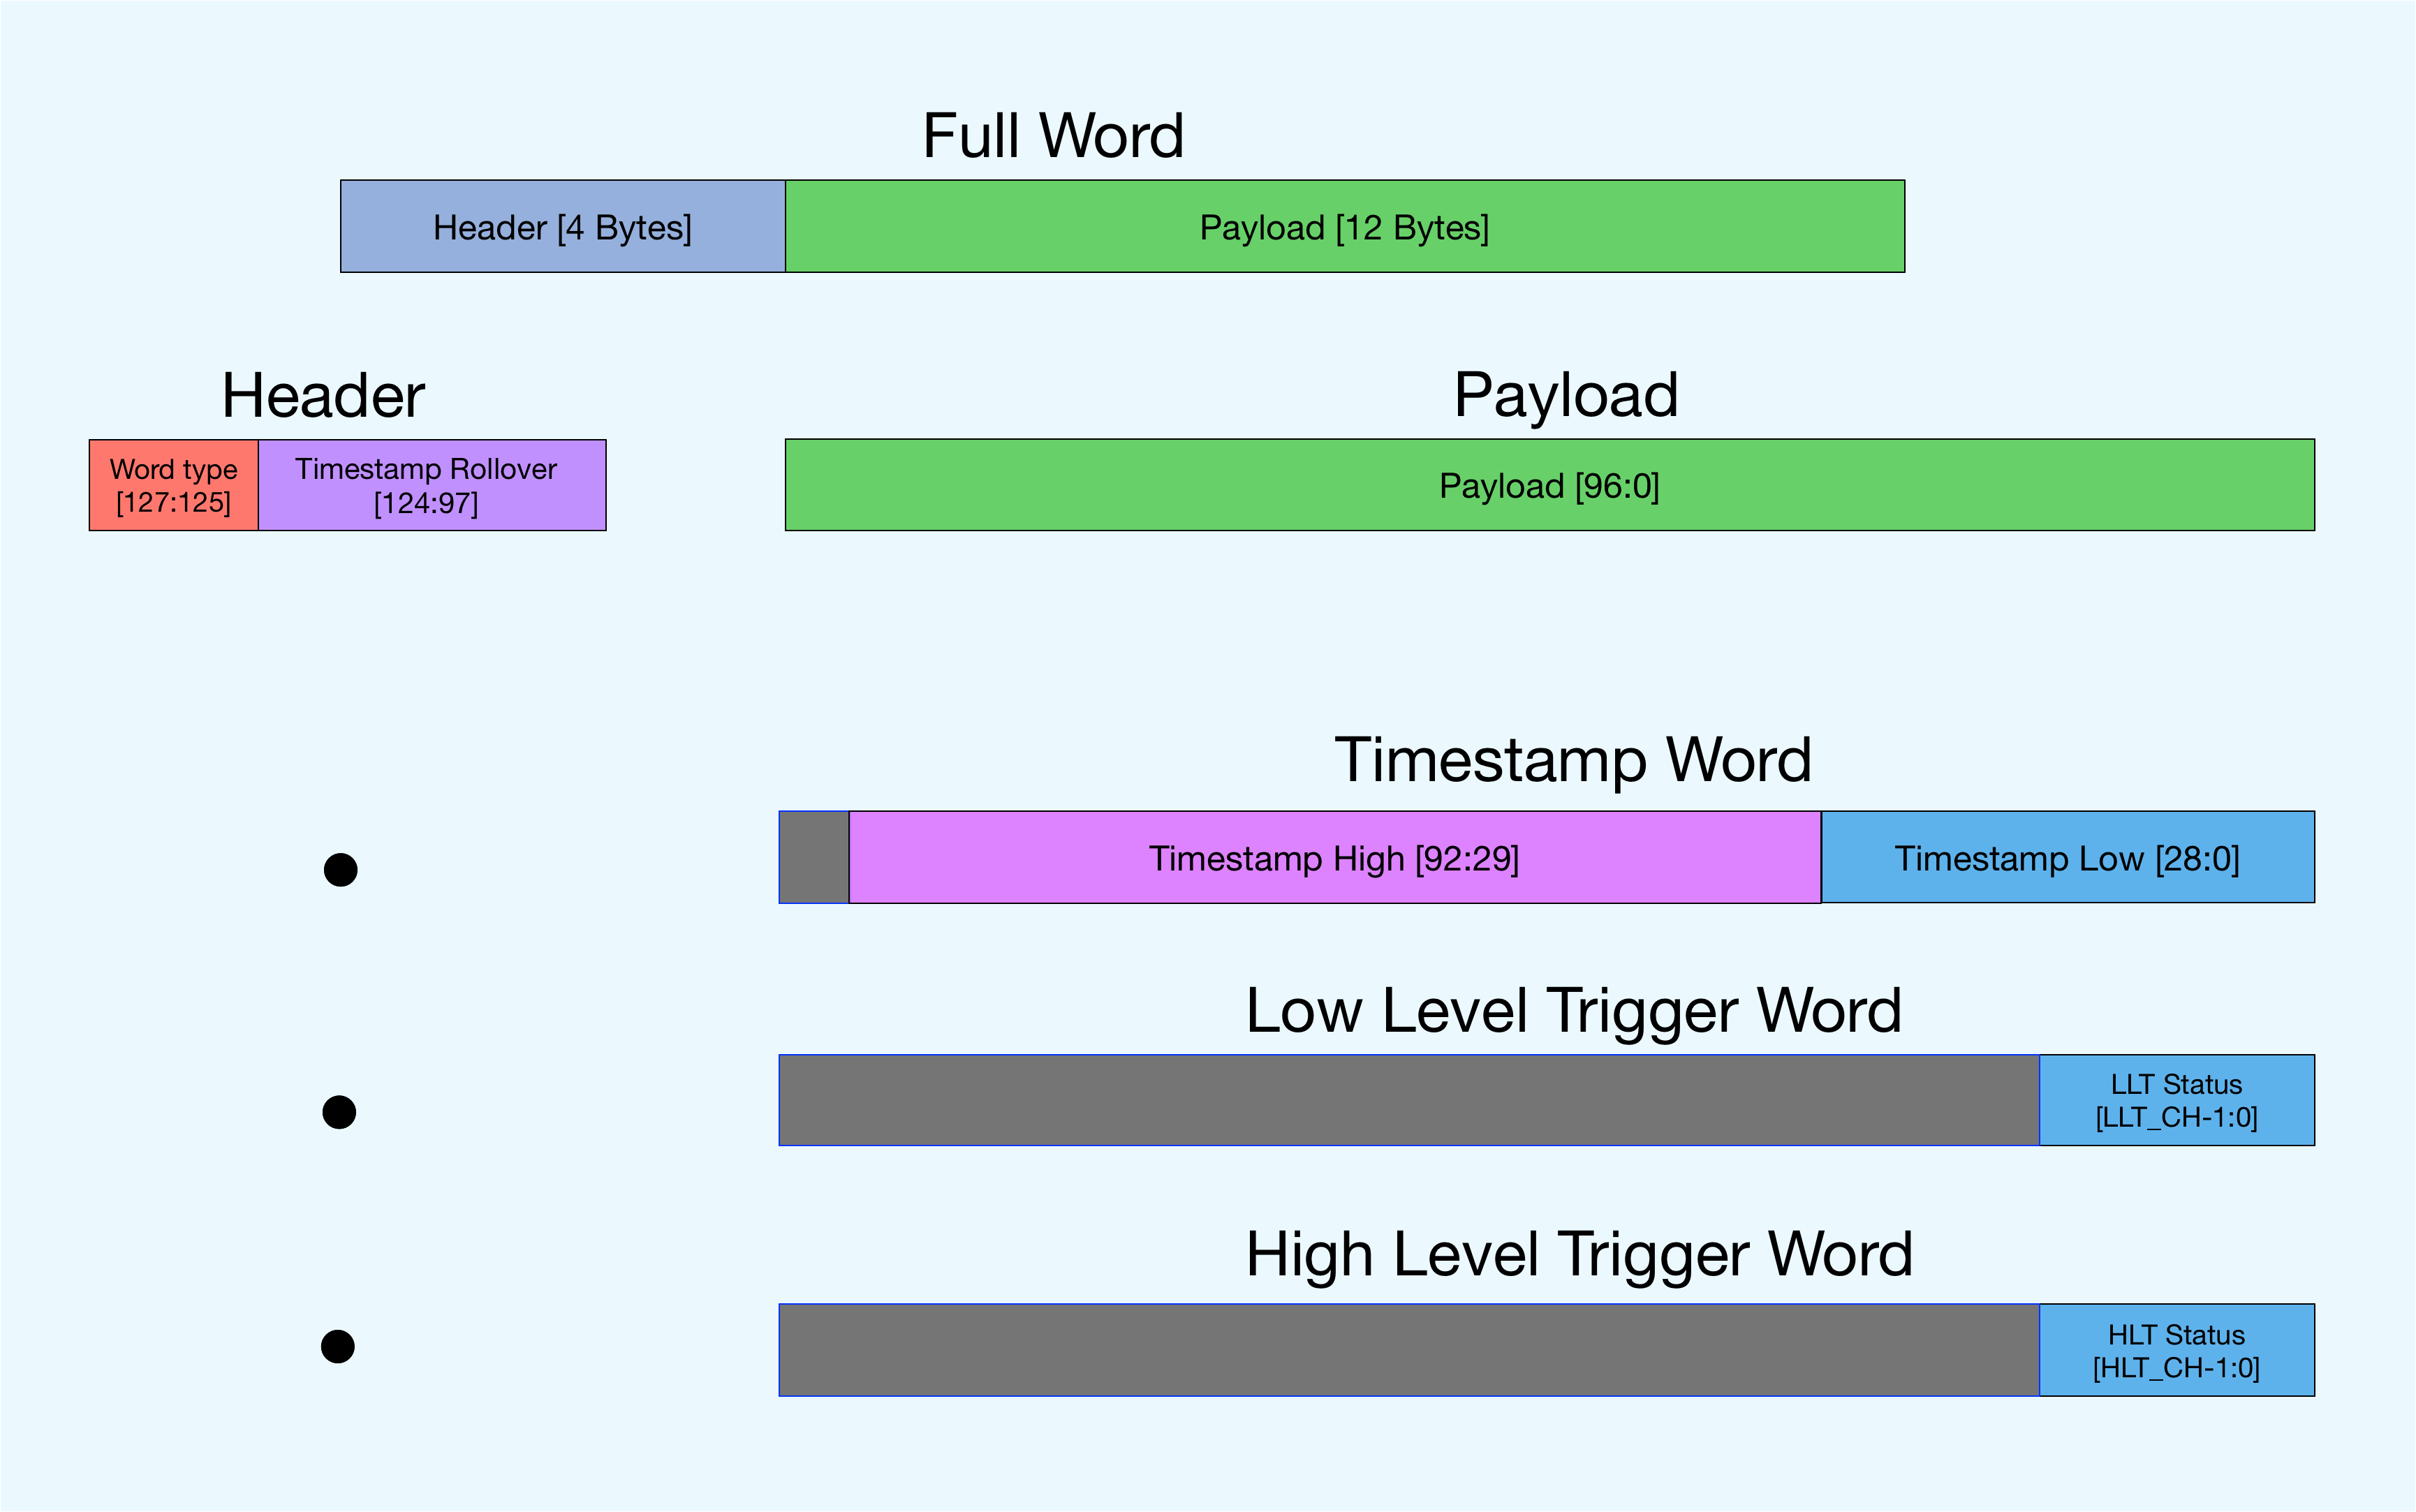 Full Word
Header [4 Bytes]
Payload [12 Bytes]
Header
Payload
Word type
[127:125]
Timestamp Rollover
[124:97]
Payload [96:0]
Timestamp Word
Timestamp High [92:29]
Timestamp Low [28:0]
Low Level Trigger Word
LLT Status
[LLT_CH-1:0]
High Level Trigger Word
HLT Status
[HLT_CH-1:0]